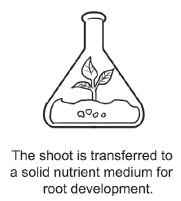 The shoot is transferred to
a solid nutrient medium for
root development.